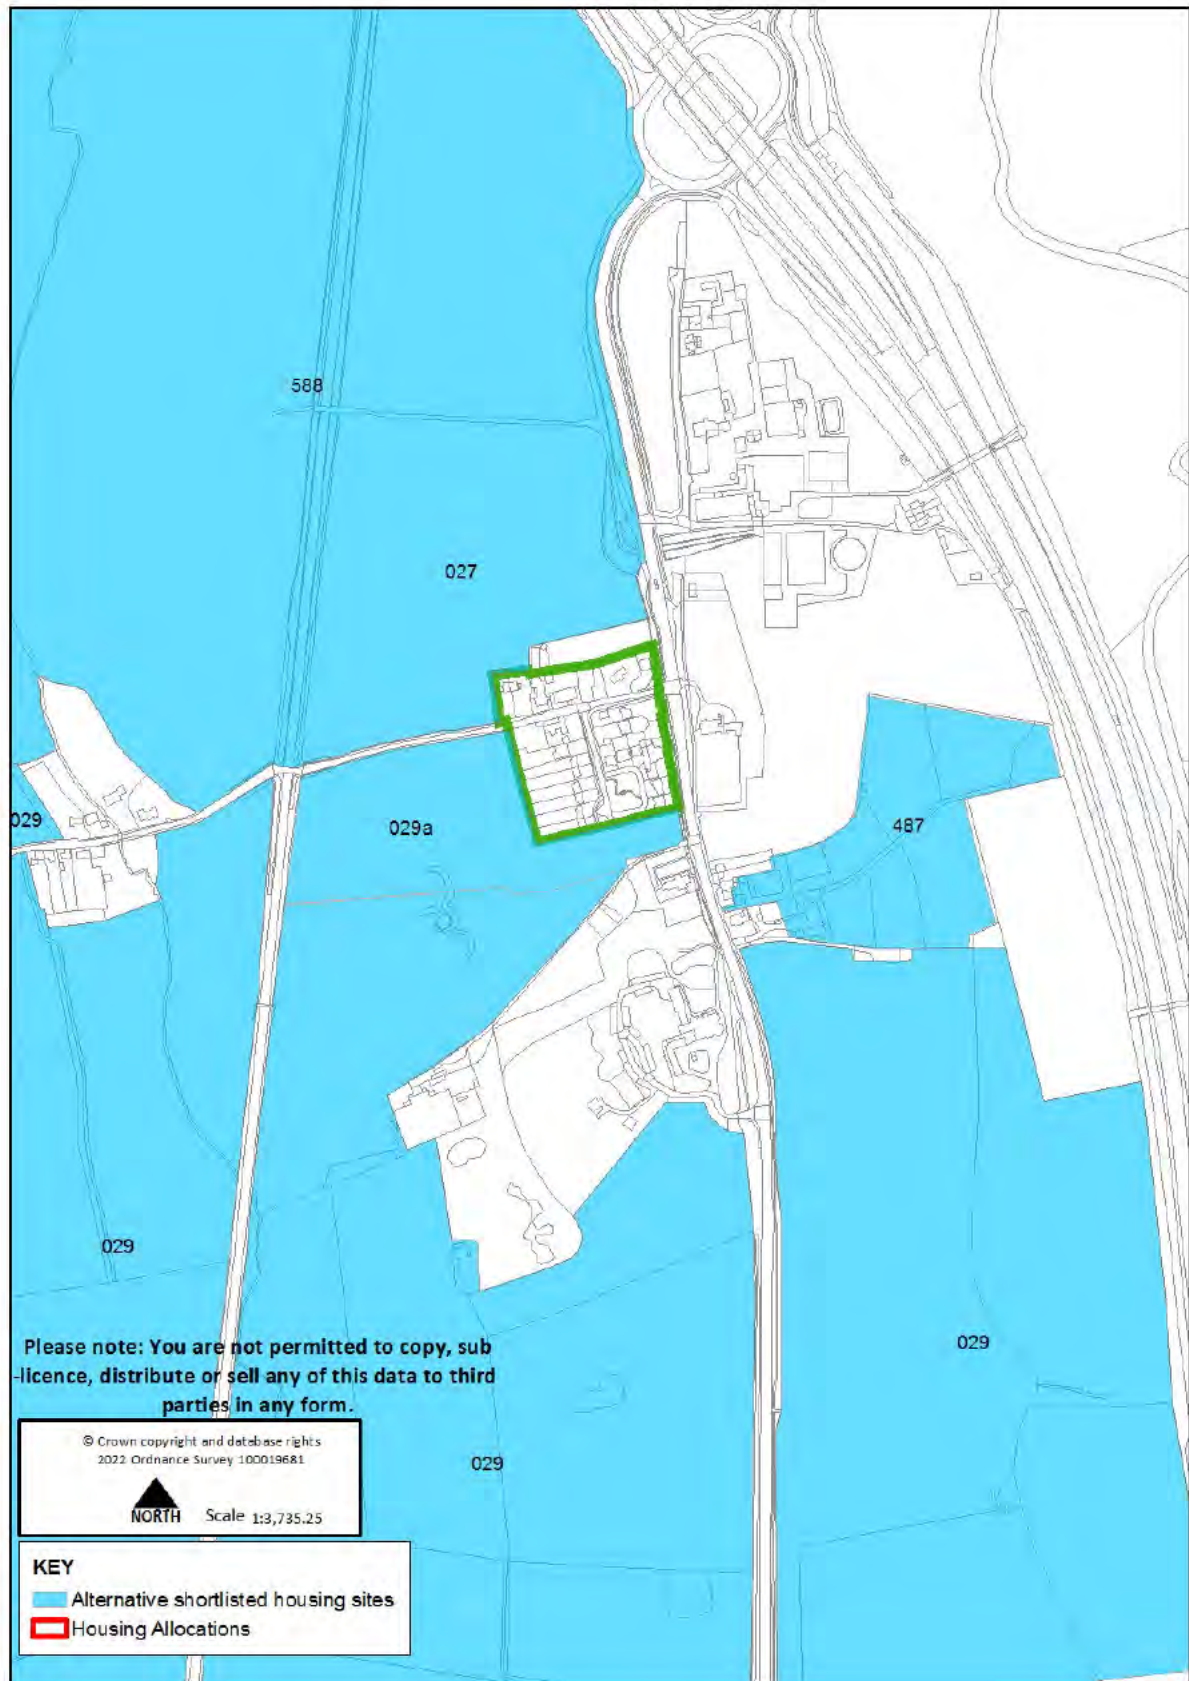 588
027
029
029a
487
029
029
029
Please note: You are not permitted to copy, sub
-licence, distribute or sell any of this data to third
parties in any form.
© Crown copyright and database rights
2022 Ordnance Survey 100019681
NORTH Scale 1:3,735.25
KEY
Alternative shortlisted housing sites
Housing Allocations